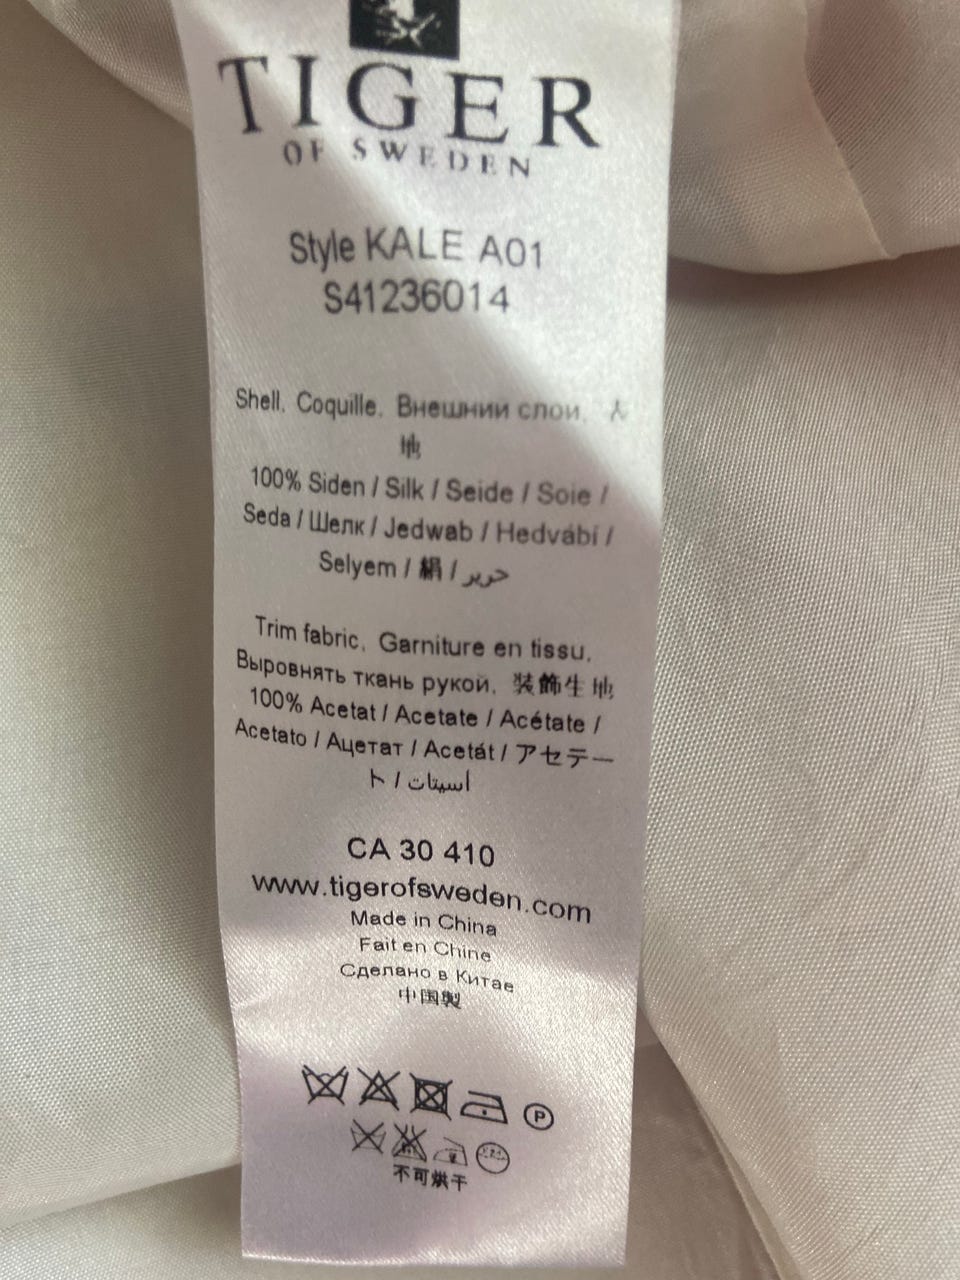 TIGER
OF SWEDEN
Style KALE A01
S41236014
Shell, Coquille, Внешнии слои,
地
100% Siden / Silk / Seide / Soie /
Seda / Шелк / Jedwab / Hedvábí /
Selyem / 絹 / حرير
Trim fabric, Garniture en tissu,
Выровнять ткань рукой, 装飾生地
100% Acetat / Acetate / Acétate /
Acetato / Ацетат / Acetát / アセテー
ト / أسيتات
CA 30 410
www.tigerofsweden.com
Made in China
Fait en Chine
Сделано в Китае
中国製
P
不可烘干